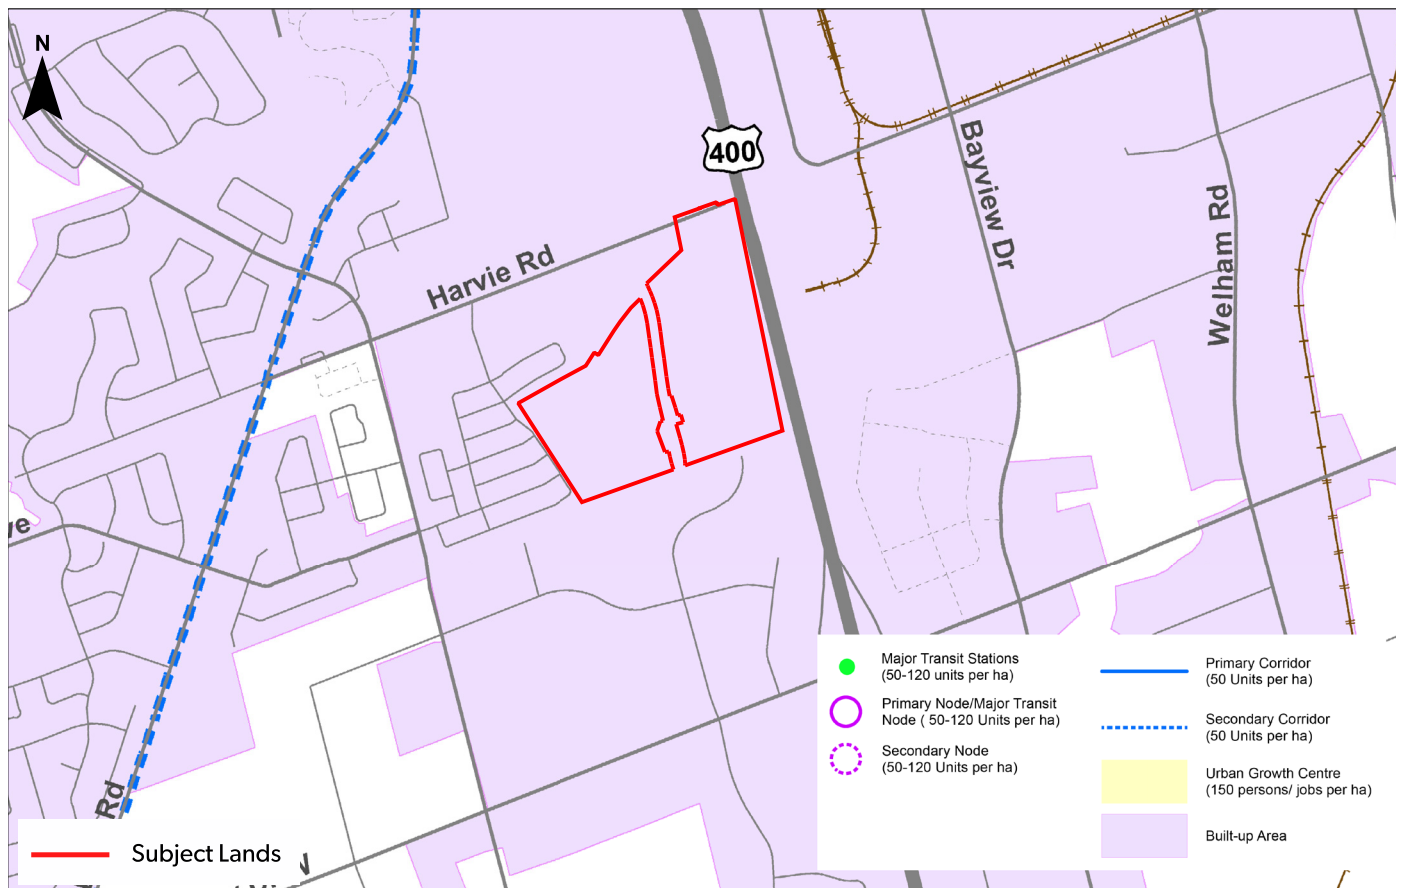 N
400
Bayview Dr
Welham Rd
Harvie Rd
ve
Rd
Major Transit Stations
(50-120 units per ha)
Primary Node/Major Transit
Node ( 50-120 Units per ha)
Secondary Node
(50-120 Units per ha)
Primary Corridor
(50 Units per ha)
Secondary Corridor
(50 Units per ha)
Urban Growth Centre
(150 persons/ jobs per ha)
Built-up Area
Subject Lands